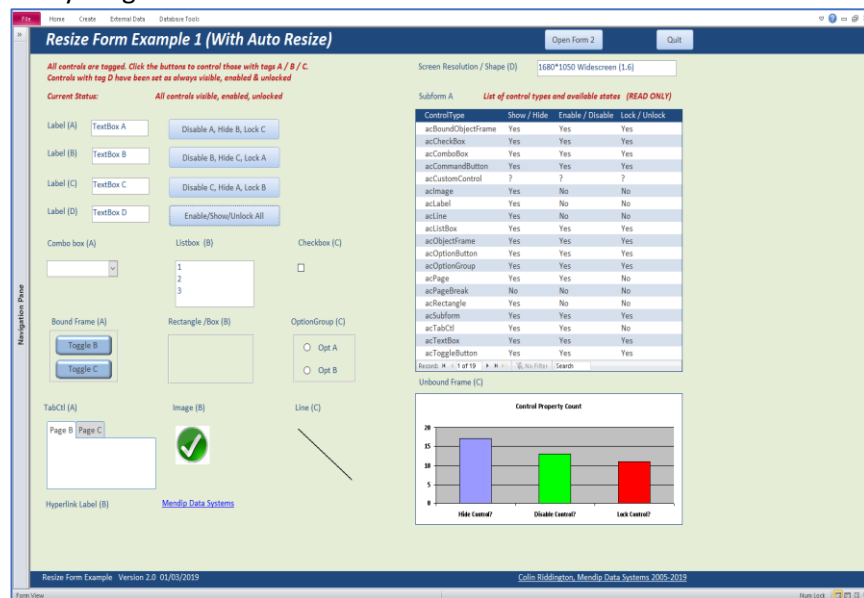 File Home Create External Data Database Tools
Resize Form Example 1 (With Auto Resize)
Open Form 2
Quit
All controls are tagged. Click the buttons to control those with tags A / B / C.
Controls with tag D have been set as always visible, enabled & unlocked
Current Status: All controls visible, enabled, unlocked
Screen Resolution / Shape (D) 1680*1050 Widescreen (1.6)
Label (A) TextBox A Disable A, Hide B, Lock C
Label (B) TextBox B Disable B, Hide C, Lock A
Label (C) TextBox C Disable C, Hide A, Lock B
Label (D) TextBox D Enable/Show/Unlock All
Subform A List of control types and available states (READ ONLY)
ControlType Show / Hide Enable / Disable Lock / Unlock
acBoundObjectFrame Yes Yes Yes
acCheckBox Yes Yes Yes
acComboBox Yes Yes Yes
acCommandButton Yes Yes Yes
acCustomControl ? ? ?
acImage Yes No No
acLabel Yes No No
acLine Yes No No
acListBox Yes Yes Yes
acObjectFrame Yes Yes Yes
acOptionButton Yes Yes Yes
acOptionGroup Yes Yes Yes
acPage Yes Yes No
acPageBreak No No No
acRectangle Yes No No
acSubform Yes Yes Yes
acTabCtl Yes Yes No
acTextBox Yes Yes Yes
acToggleButton Yes Yes Yes
Record: 1 of 19 No Filter Search
Combo box (A) Listbox (B) Checkbox (C)
1
2
3
Bound Frame (A) Rectangle /Box (B) OptionGroup (C)
Toggle B
Toggle C
Opt A
Opt B
TabCtl (A) Image (B) Line (C)
Page B Page C
Hyperlink Label (B) Mendip Data Systems
Unbound Frame (C)
Control Property Count
20
15
10
5
0
Hide Control? Disable Control? Lock Control?
Navigation Pane
Resize Form Example Version 2.0 01/03/2019
Colin Riddington, Mendip Data Systems 2005-2019
Form View
Num Lock